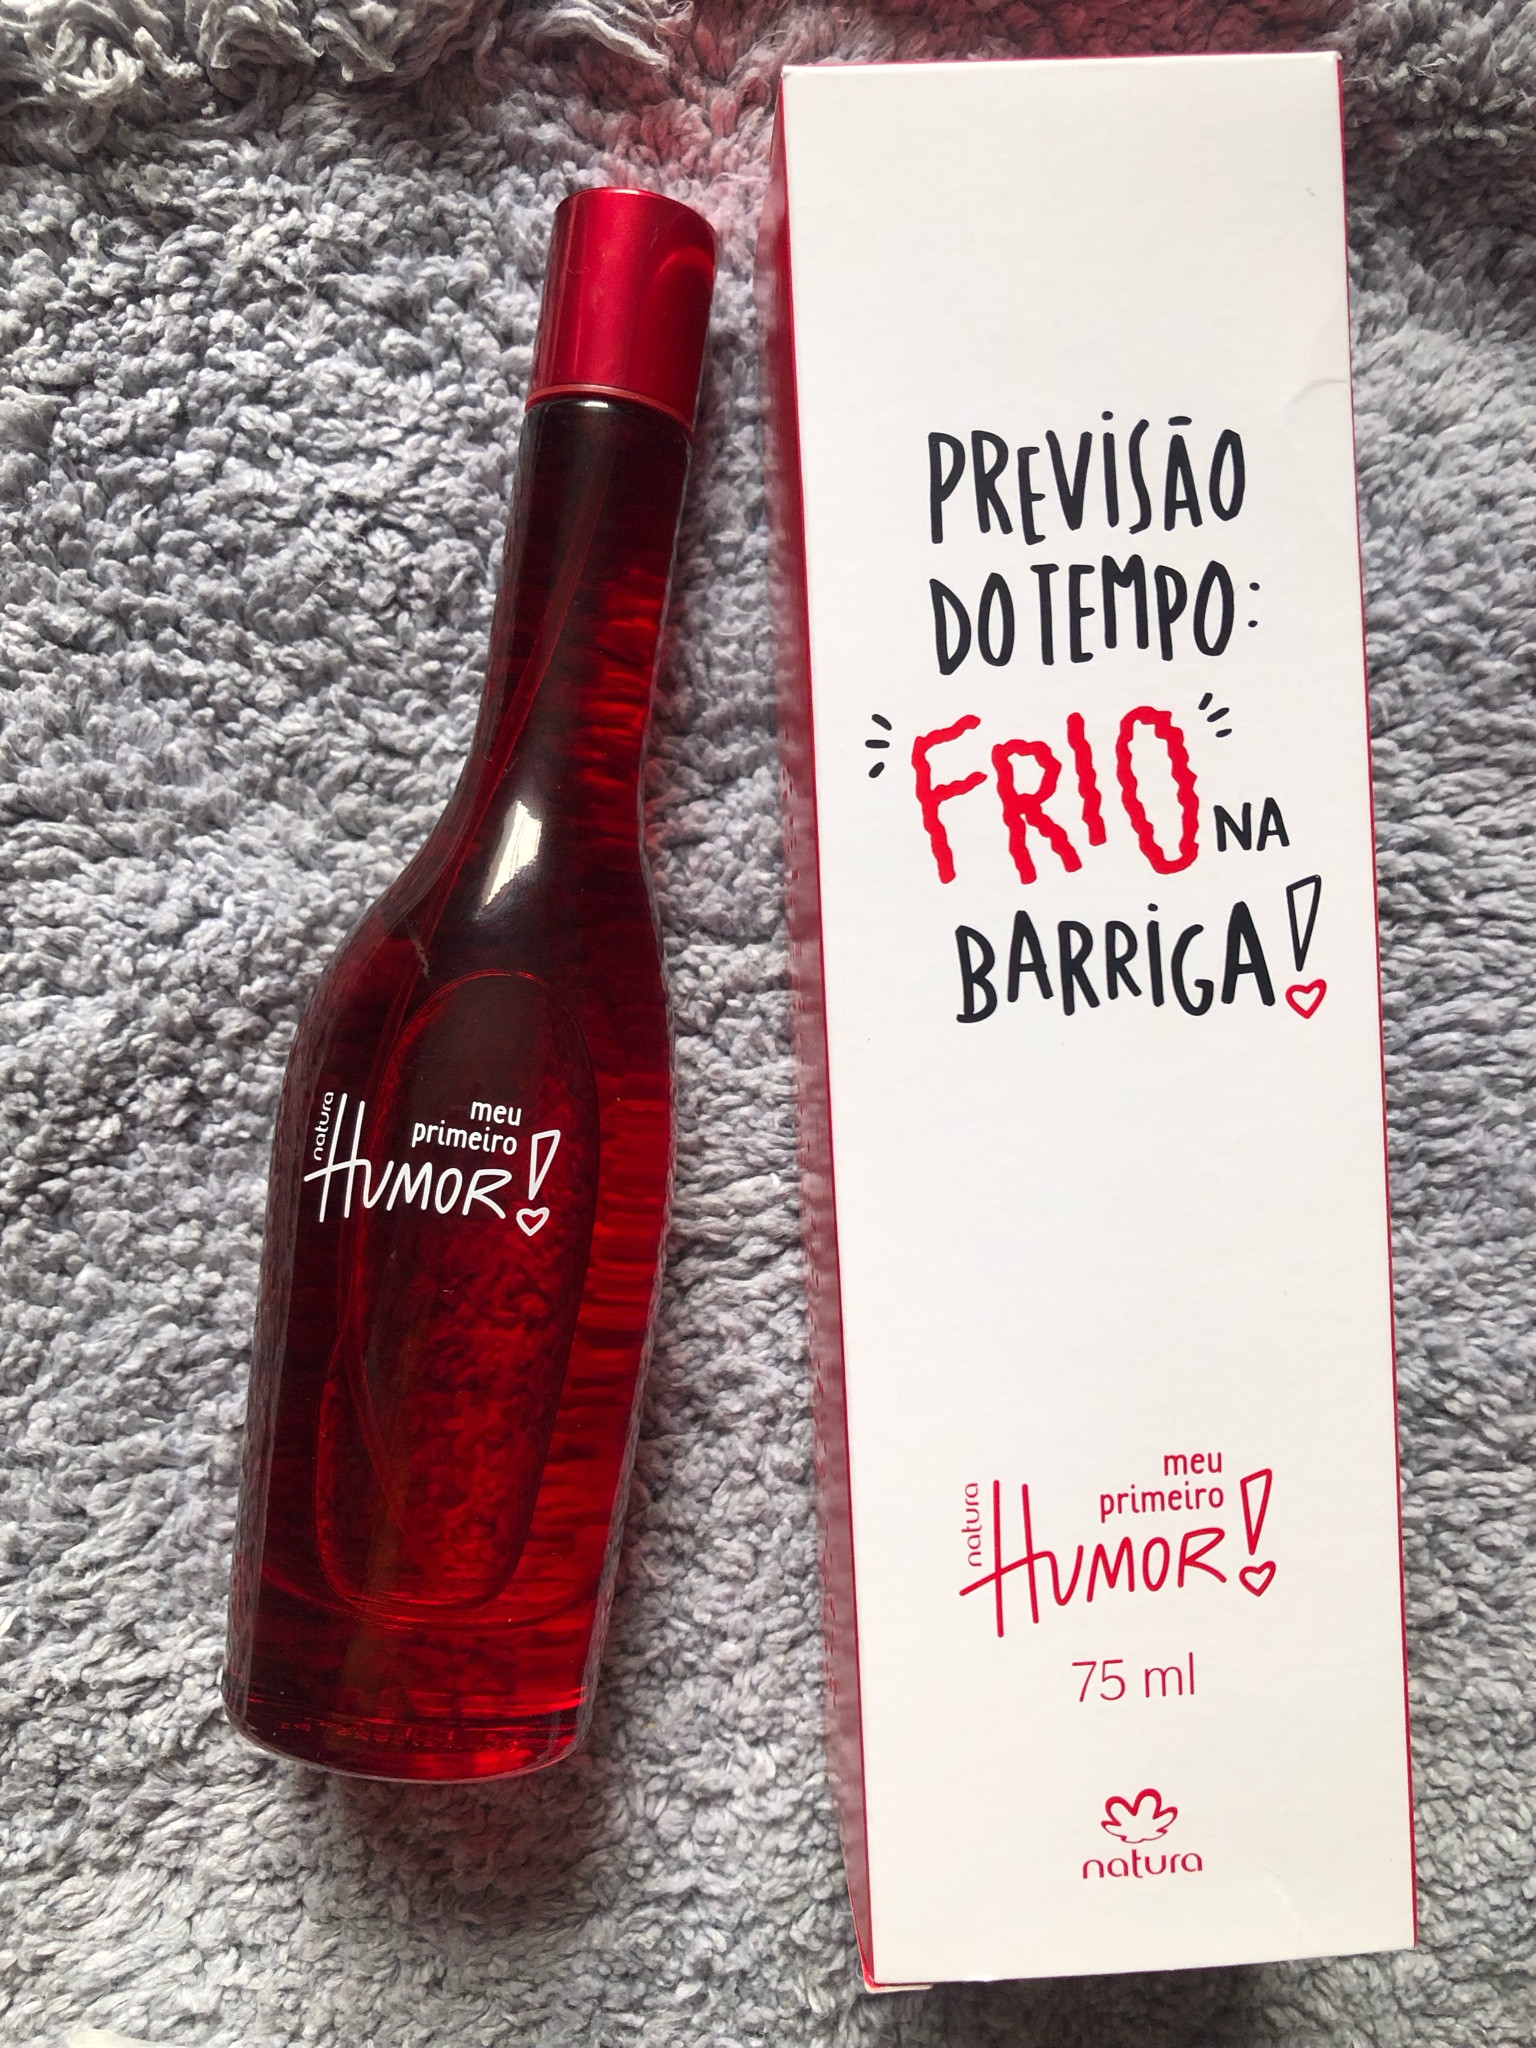 natura
meu
primeiro
HUMOR!
PREVISÃO
DO TEMPO:
FRIO NA
BARRIGA!
natura
meu
primeiro
HUMOR!
75 ml
natura